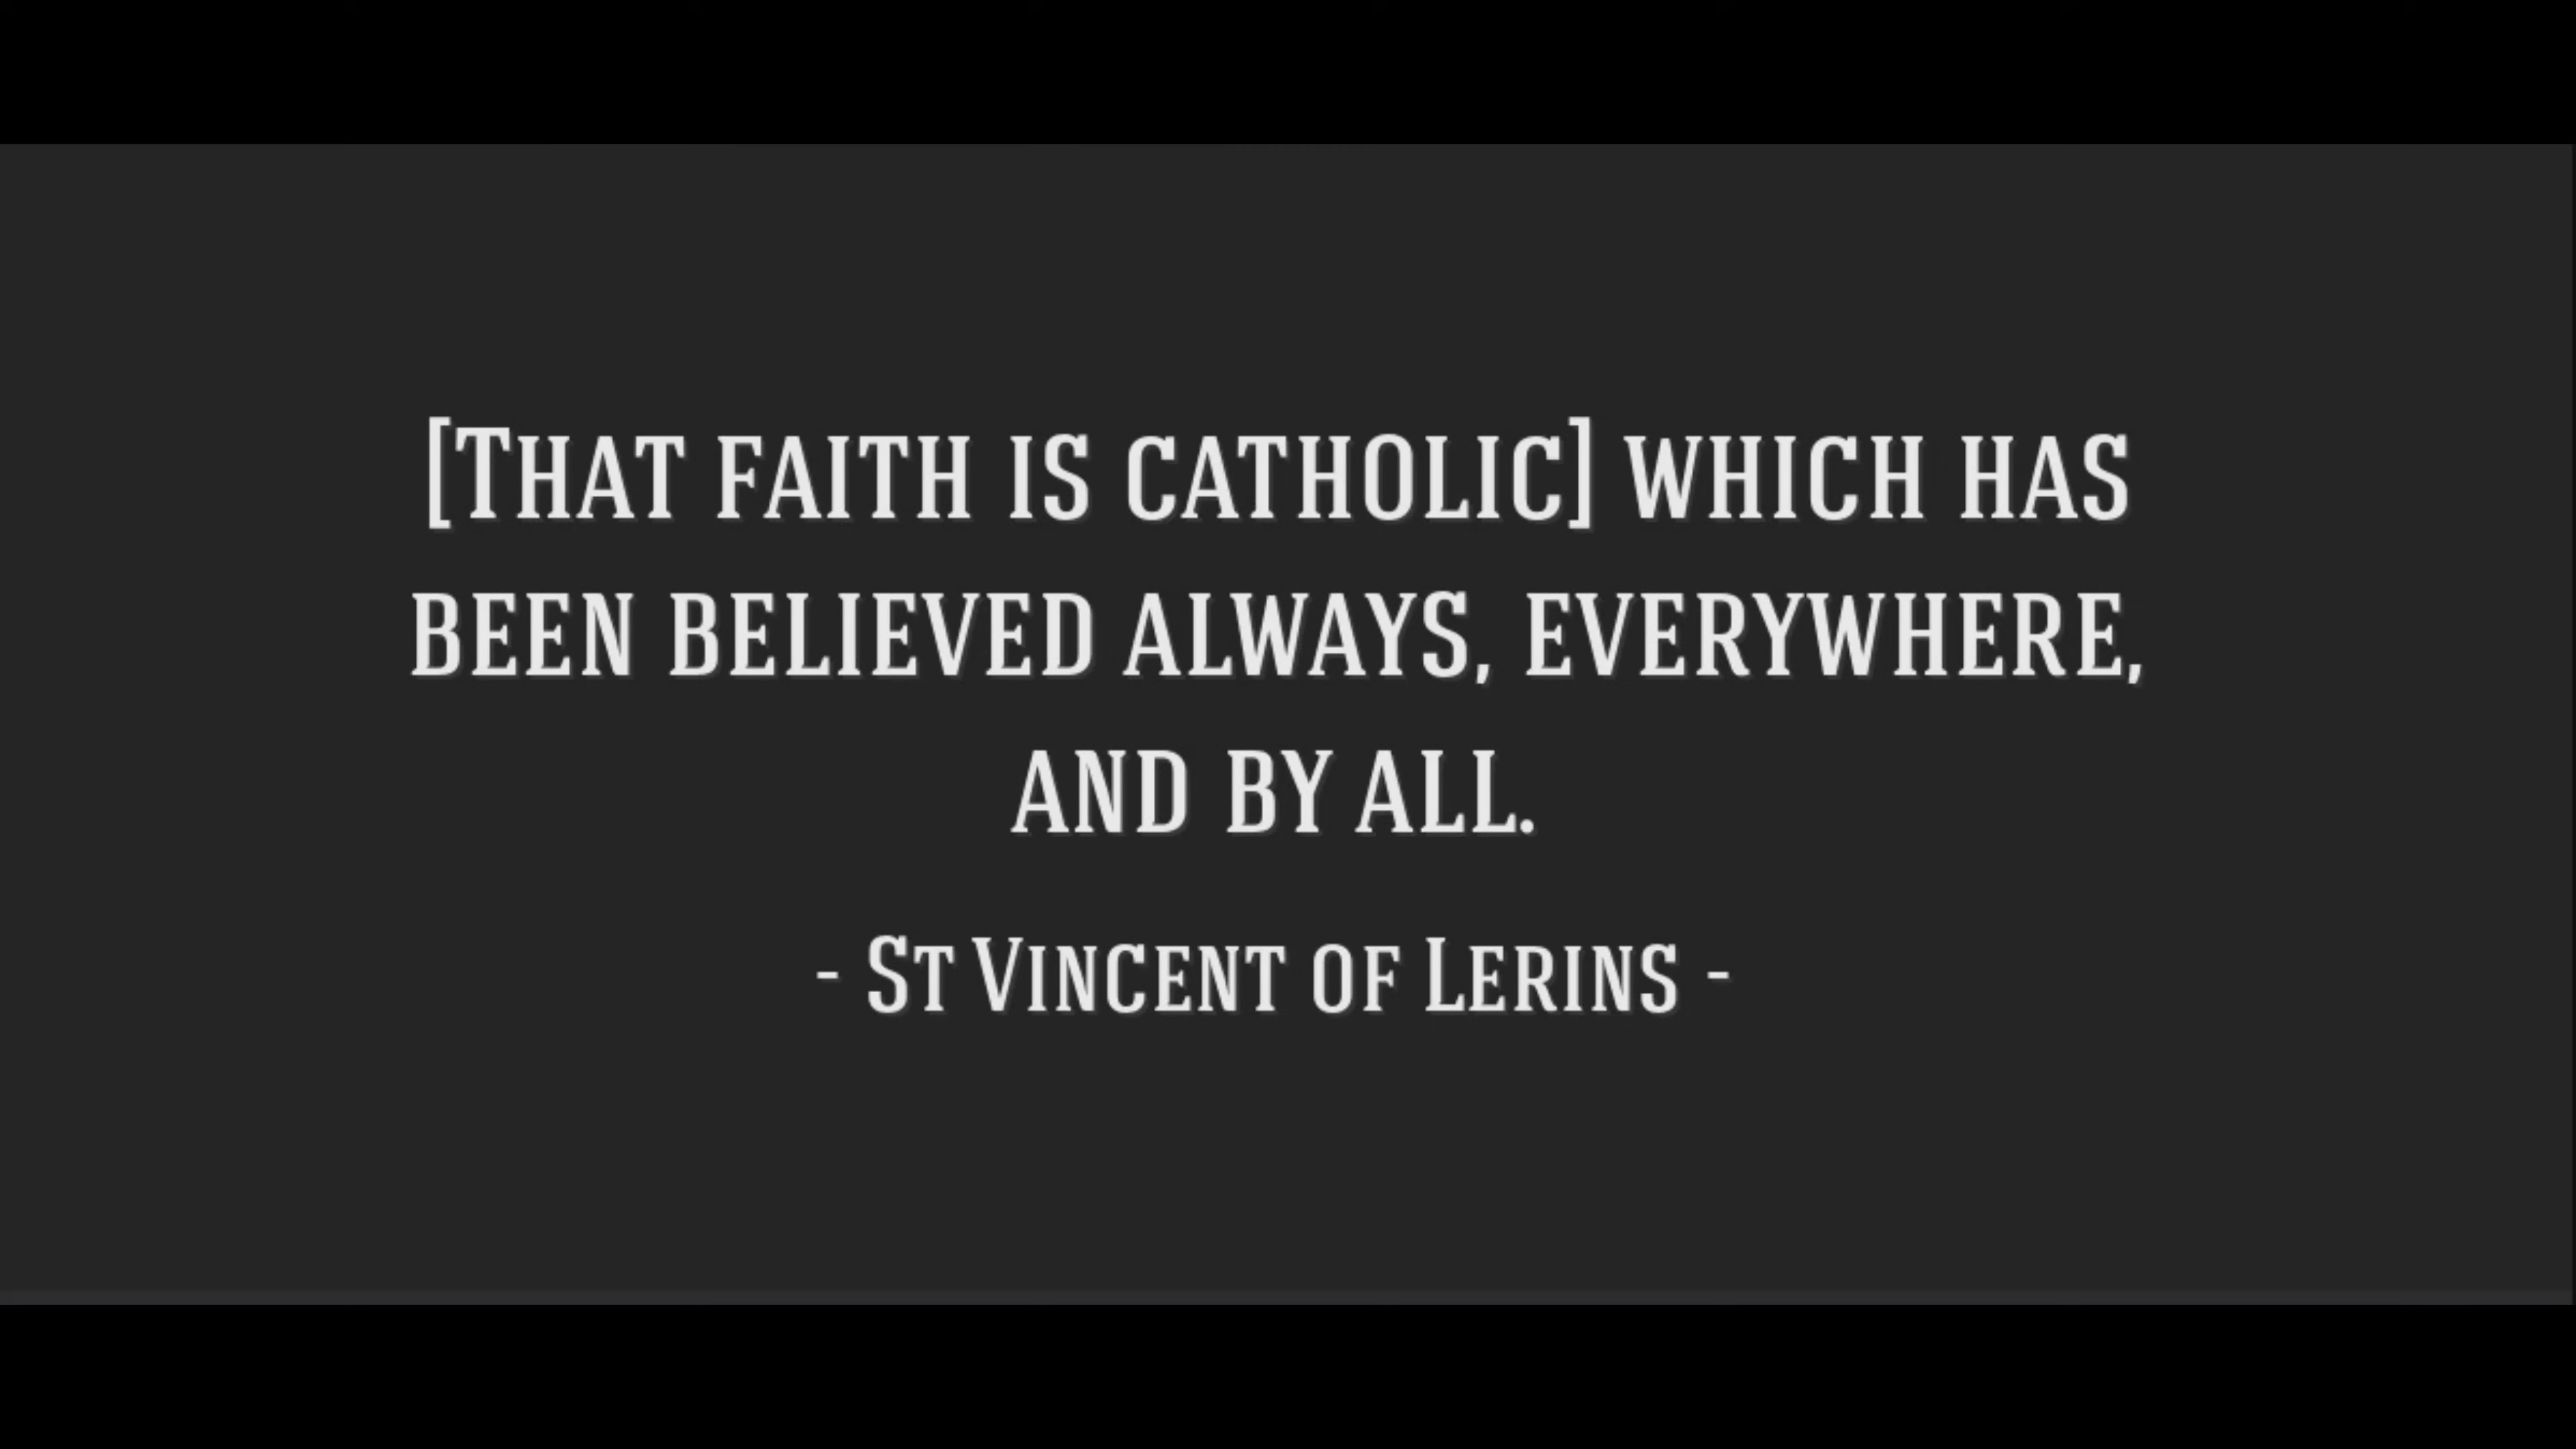 [That faith is catholic] which has
been believed always, everywhere,
and by all.
- St Vincent of Lerins -